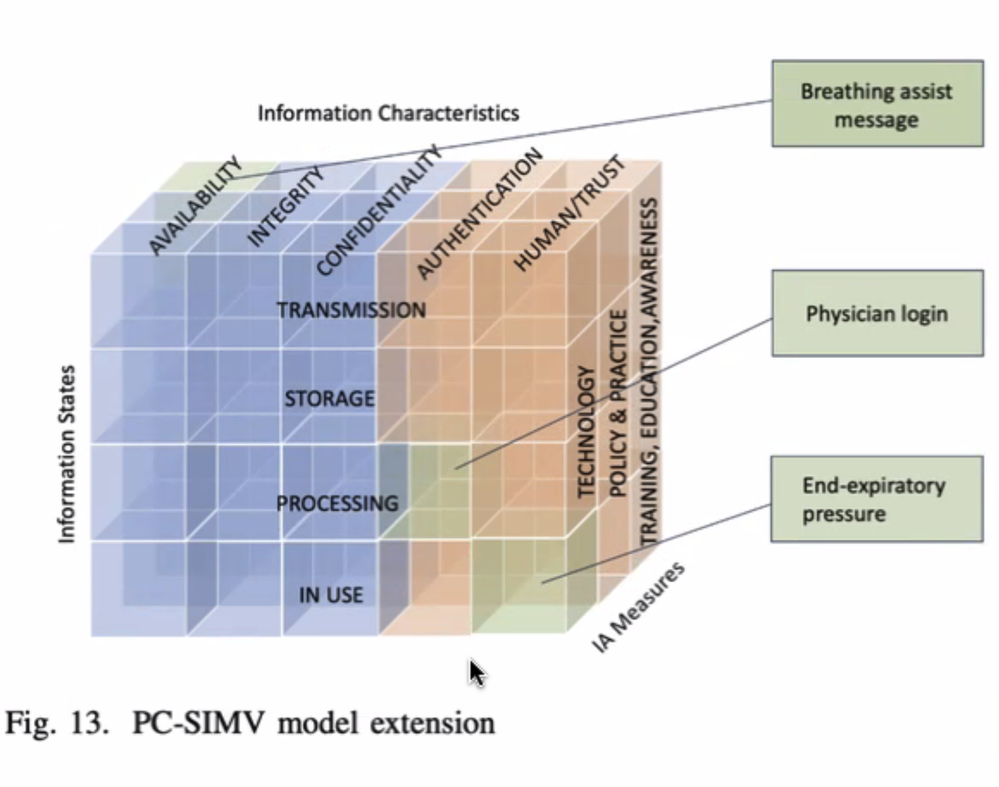 Breathing assist
message
Information Characteristics
AVAILABILITY
INTEGRITY
CONFIDENTIALITY
AUTHENTICATION
HUMAN/TRUST
TRANSMISSION
STORAGE
PROCESSING
IN USE
Information States
TECHNOLOGY
POLICY & PRACTICE
TRAINING, EDUCATION,AWARENESS
IA Measures
Physician login
End-expiratory
pressure
Fig. 13. PC-SIMV model extension